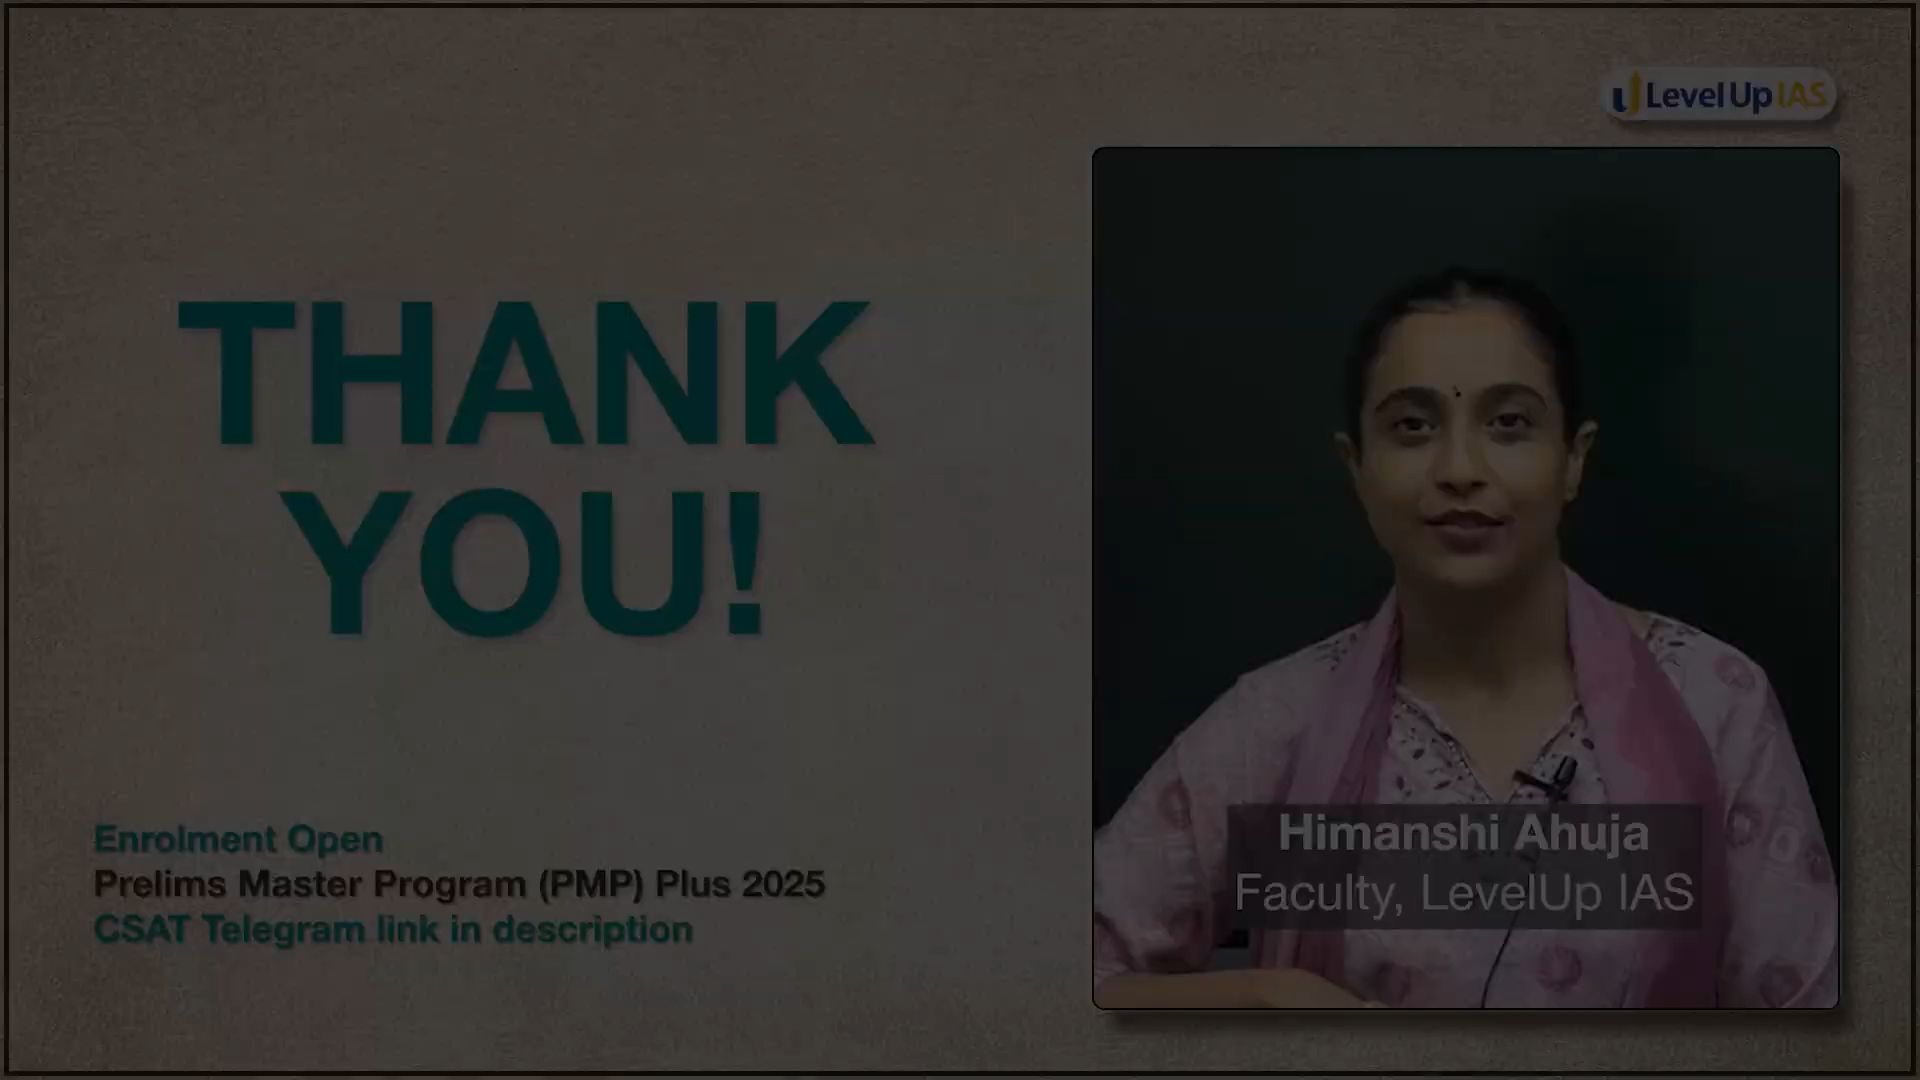 LevelUp IAS
THANK
YOU!
Enrolment Open
Prelims Master Program (PMP) Plus 2025
CSAT Telegram link in description
Himanshi Ahuja
Faculty, LevelUp IAS